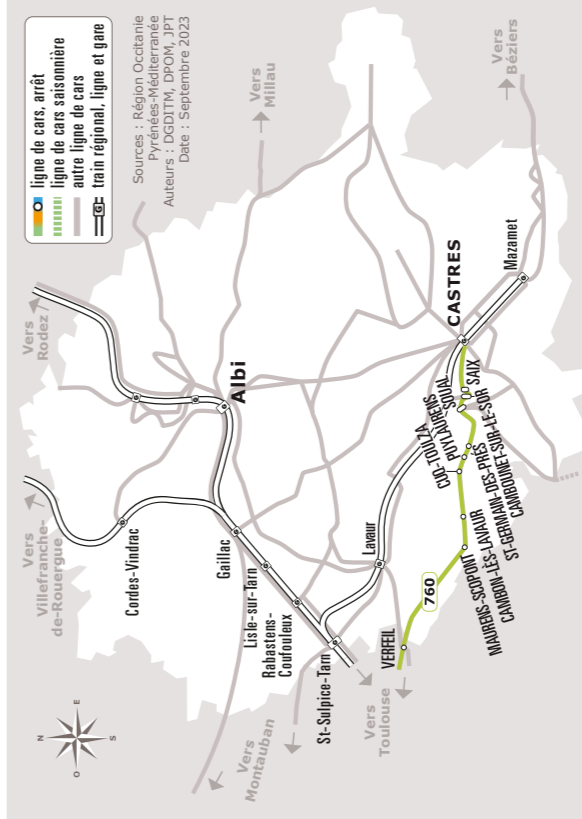 ligne de cars, arrêt
ligne de cars saisonnière
autre ligne de cars
G train régional, ligne et gare
Sources : Région Occitanie
Pyrénées-Méditerranée
Auteurs : DGDITM, DPOM, JPT
Date : Septembre 2023
N
O
E
S
Vers
Villefranche-
de-Rouergue
Vers
Rodez
Vers
Millau
Vers
Béziers
Vers
Montauban
Vers
Toulouse
Cordes-Vindrac
Albi
Gaillac
Lisle-sur-Tarn
Rabastens-
Coufouleux
St-Sulpice-Tarn
Lavaur
CASTRES
Mazamet
VERFEIL
760
MAURENS-SCOPONT
CAMBON-LÈS-LAVAUR
CUQ-TOULZA
PUYLAURENS
ST-GERMAIN-DES-PRÉS
SOUAL
CAMBOUNET-SUR-LE-SOR
SAIX